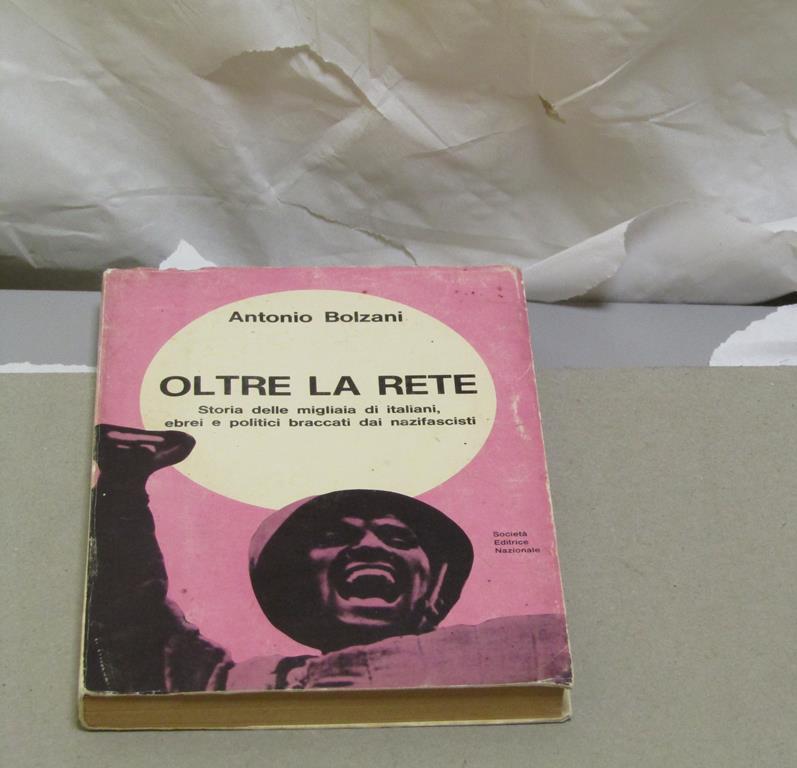 Antonio Bolzani
OLTRE LA RETE
Storia delle migliaia di italiani,
ebrei e politici braccati dai nazifascisti
Società
Editrice
Nazionale